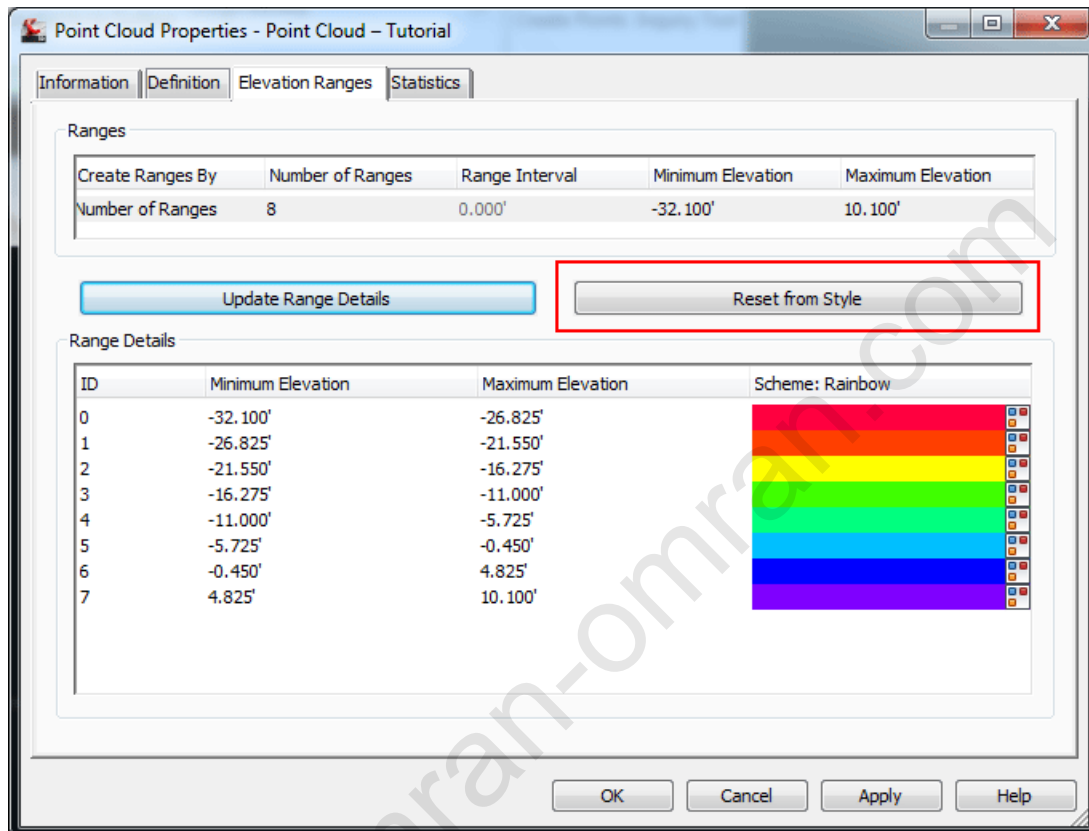 Point Cloud Properties - Point Cloud – Tutorial
Information Definition Elevation Ranges Statistics
Ranges
Create Ranges By Number of Ranges Range Interval Minimum Elevation Maximum Elevation
Number of Ranges 8 0.000' -32.100' 10.100'
Update Range Details Reset from Style
Range Details
ID Minimum Elevation Maximum Elevation Scheme: Rainbow
0 -32.100' -26.825'
1 -26.825' -21.550'
2 -21.550' -16.275'
3 -16.275' -11.000'
4 -11.000' -5.725'
5 -5.725' -0.450'
6 -0.450' 4.825'
7 4.825' 10.100'
OK Cancel Apply Help
ran-omran.com